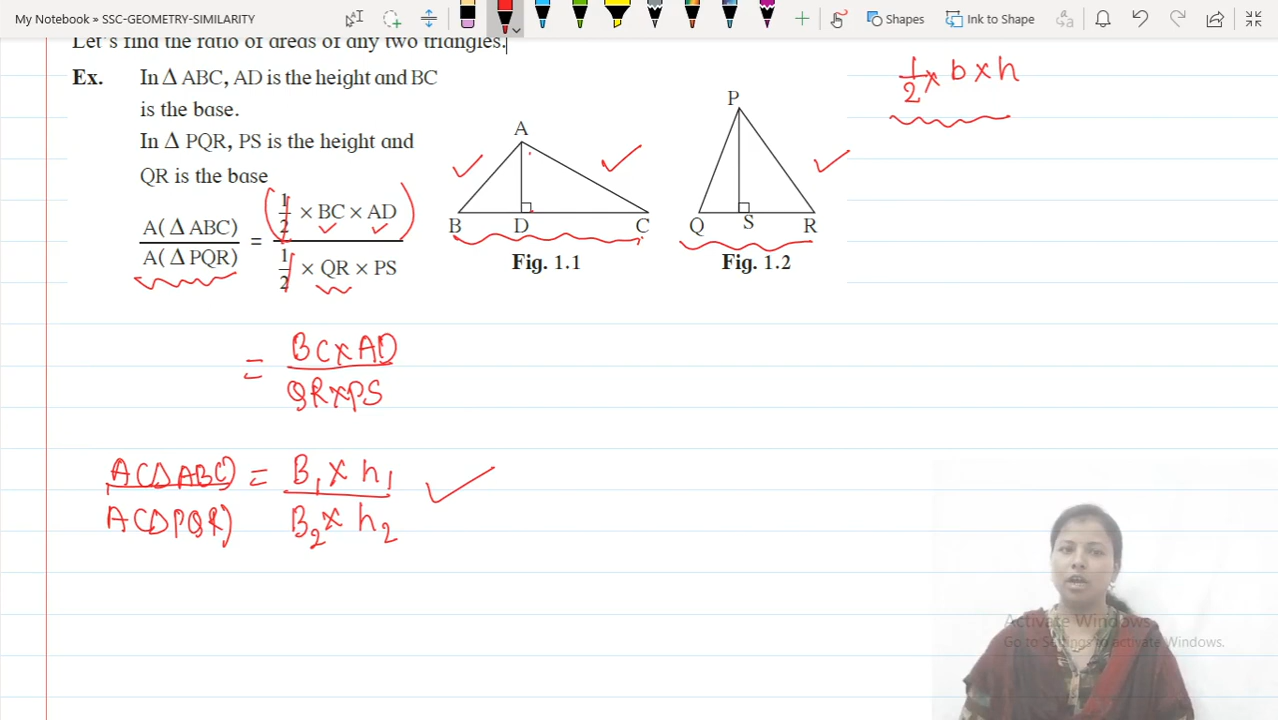 My Notebook » SSC-GEOMETRY-SIMILARITY
Shapes
Ink to Shape
Let's find the ratio of areas of any two triangles.
Ex. In Δ ABC, AD is the height and BC
is the base.
In Δ PQR, PS is the height and
QR is the base
A(Δ ABC) / A(Δ PQR) = 1/2 × BC × AD / 1/2 × QR × PS
1/2 × b × h
A
B D C
Fig. 1.1
P
Q S R
Fig. 1.2
= BC × AD / QR × PS
A(ΔABC) / A(ΔPQR) = B₁ × h₁ / B₂ × h₂
Activate Windows
Go to Settings to activate Windows.